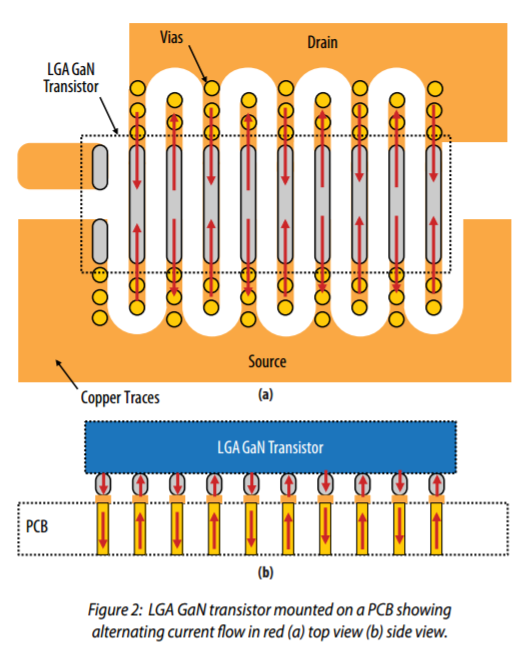 Vias
Drain
LGA GaN
Transistor
Source
Copper Traces
(a)
LGA GaN Transistor
PCB
(b)
Figure 2: LGA GaN transistor mounted on a PCB showing
alternating current flow in red (a) top view (b) side view.